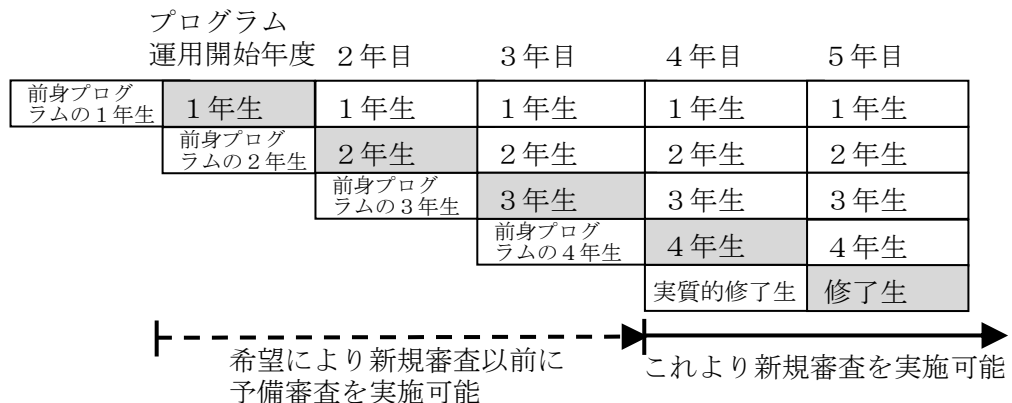 プログラム
運用開始年度 ２年目 ３年目 ４年目 ５年目
前身プログ
ラムの１年生 １年生 １年生 １年生 １年生 １年生
前身プログ
ラムの２年生 ２年生 ２年生 ２年生 ２年生
前身プログ
ラムの３年生 ３年生 ３年生 ３年生
前身プログ
ラムの４年生 ４年生 ４年生
実質的修了生 修了生
希望により新規審査以前に
予備審査を実施可能
これより新規審査を実施可能